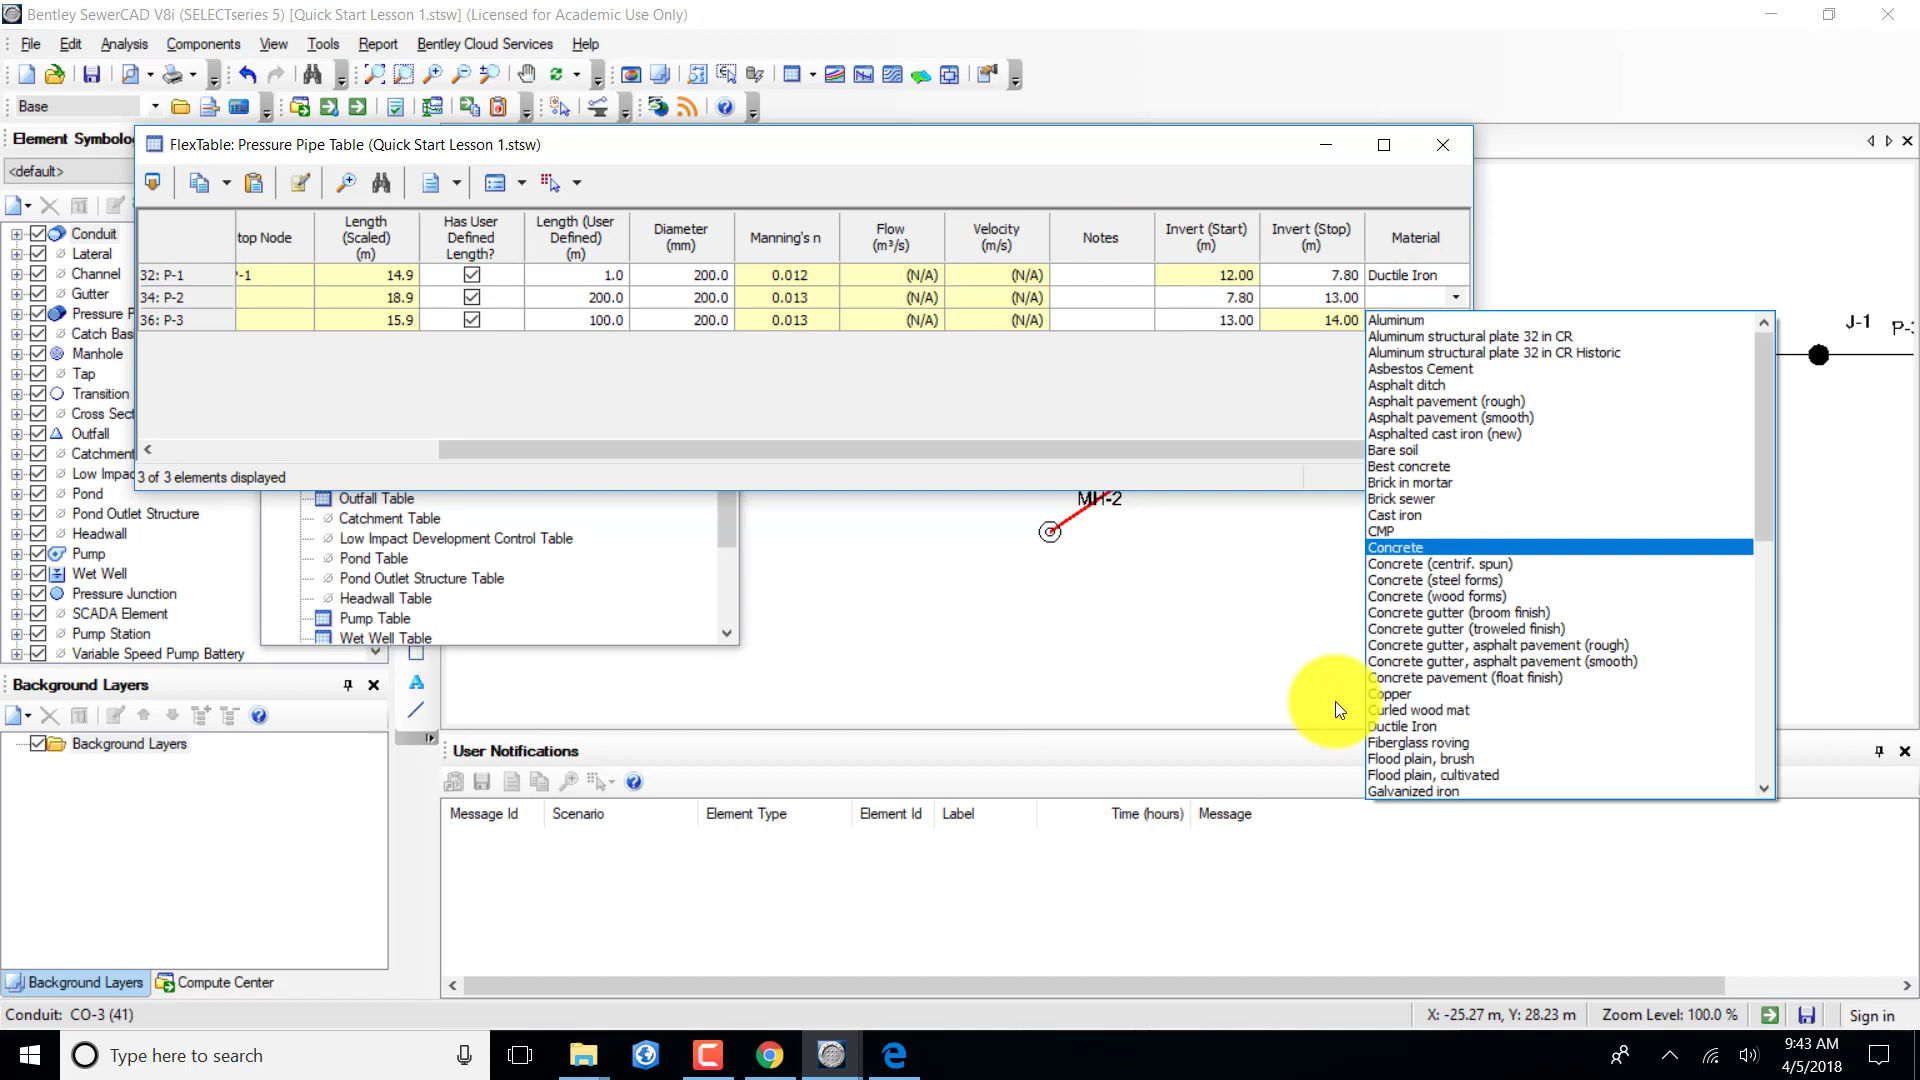 Bentley SewerCAD V8i (SELECTseries 5) [Quick Start Lesson 1.stsw] (Licensed for Academic Use Only)
File Edit Analysis Components View Tools Report Bentley Cloud Services Help
Base
Element Symbolo
<default>
Conduit
Lateral
Channel
Gutter
Pressure P
Catch Bas
Manhole
Tap
Transition
Cross Sect
Outfall
Catchment
Low Impac
Pond
Pond Outlet Structure
Headwall
Pump
Wet Well
Pressure Junction
SCADA Element
Pump Station
Variable Speed Pump Battery
FlexTable: Pressure Pipe Table (Quick Start Lesson 1.stsw)
top Node Length (Scaled) (m) Has User Defined Length? Length (User Defined) (m) Diameter (mm) Manning's n Flow (m³/s) Velocity (m/s) Notes Invert (Start) (m) Invert (Stop) (m) Material
32: P-1 -1 14.9 1.0 200.0 0.012 (N/A) (N/A) 12.00 7.80 Ductile Iron
34: P-2 18.9 200.0 200.0 0.013 (N/A) (N/A) 7.80 13.00
36: P-3 15.9 100.0 200.0 0.013 (N/A) (N/A) 13.00 14.00
3 of 3 elements displayed
Aluminum
Aluminum structural plate 32 in CR
Aluminum structural plate 32 in CR Historic
Asbestos Cement
Asphalt ditch
Asphalt pavement (rough)
Asphalt pavement (smooth)
Asphalted cast iron (new)
Bare soil
Best concrete
Brick in mortar
Brick sewer
Cast iron
CMP
Concrete
Concrete (centrif. spun)
Concrete (steel forms)
Concrete (wood forms)
Concrete gutter (broom finish)
Concrete gutter (troweled finish)
Concrete gutter, asphalt pavement (rough)
Concrete gutter, asphalt pavement (smooth)
Concrete pavement (float finish)
Copper
Curled wood mat
Ductile Iron
Fiberglass roving
Flood plain, brush
Flood plain, cultivated
Galvanized iron
J-1 P-
MH-2
Outfall Table
Catchment Table
Low Impact Development Control Table
Pond Table
Pond Outlet Structure Table
Headwall Table
Pump Table
Wet Well Table
Background Layers
Background Layers
Background Layers Compute Center
User Notifications
Message Id Scenario Element Type Element Id Label Time (hours) Message
Conduit: CO-3 (41) X: -25.27 m, Y: 28.23 m Zoom Level: 100.0 % Sign in
Type here to search
9:43 AM
4/5/2018